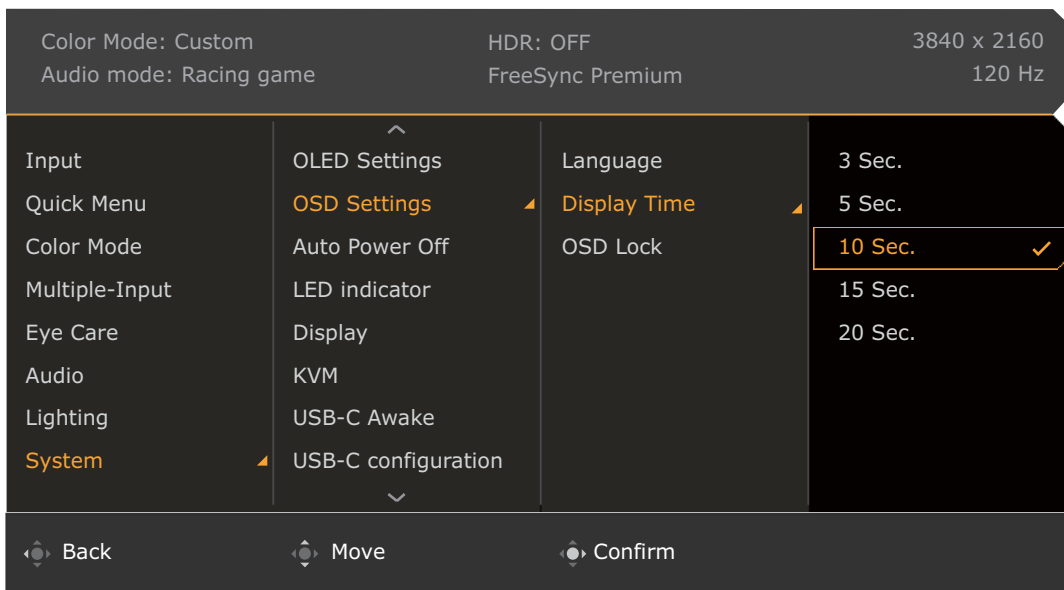 Color Mode: Custom
HDR: OFF
3840 x 2160
Audio mode: Racing game
FreeSync Premium
120 Hz
Input
Quick Menu
Color Mode
Multiple-Input
Eye Care
Audio
Lighting
System
OLED Settings
OSD Settings
Auto Power Off
LED indicator
Display
KVM
USB-C Awake
USB-C configuration
Language
Display Time
OSD Lock
3 Sec.
5 Sec.
10 Sec.
15 Sec.
20 Sec.
Back
Move
Confirm